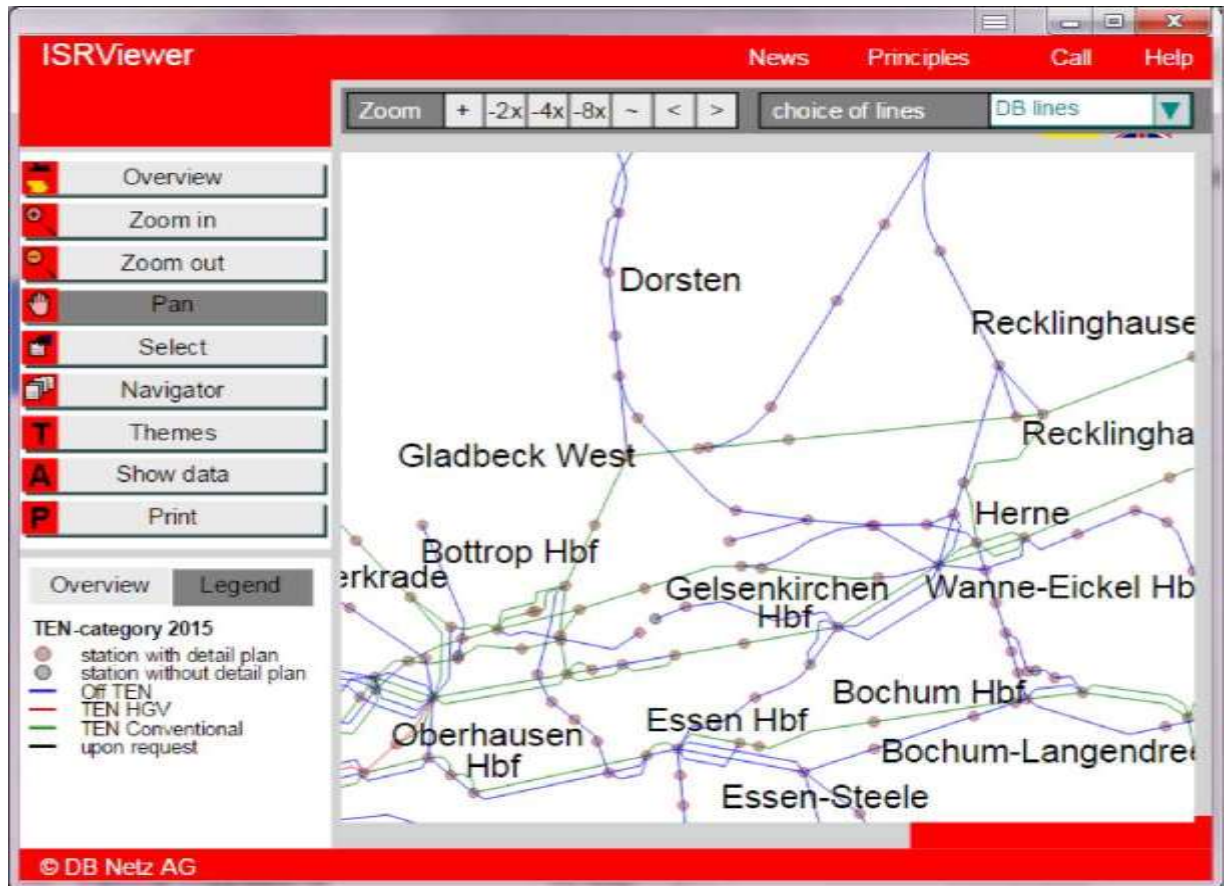 ISRViewer
News Principles Call Help
Zoom + -2x -4x -8x ~ < > choice of lines DB lines
Overview
Zoom in
Zoom out
Pan
Select
Navigator
T Themes
A Show data
P Print
Overview Legend
TEN-category 2015
station with detail plan
station without detail plan
Off TEN
TEN HGV
TEN Conventional
upon request
Dorsten
Recklinghause
Gladbeck West
Recklingha
Herne
Bottrop Hbf
erkrade
Gelsenkirchen
Hbf
Wanne-Eickel Hb
Bochum Hbf
Essen Hbf
Oberhausen
Hbf
Bochum-Langendree
Essen-Steele
© DB Netz AG